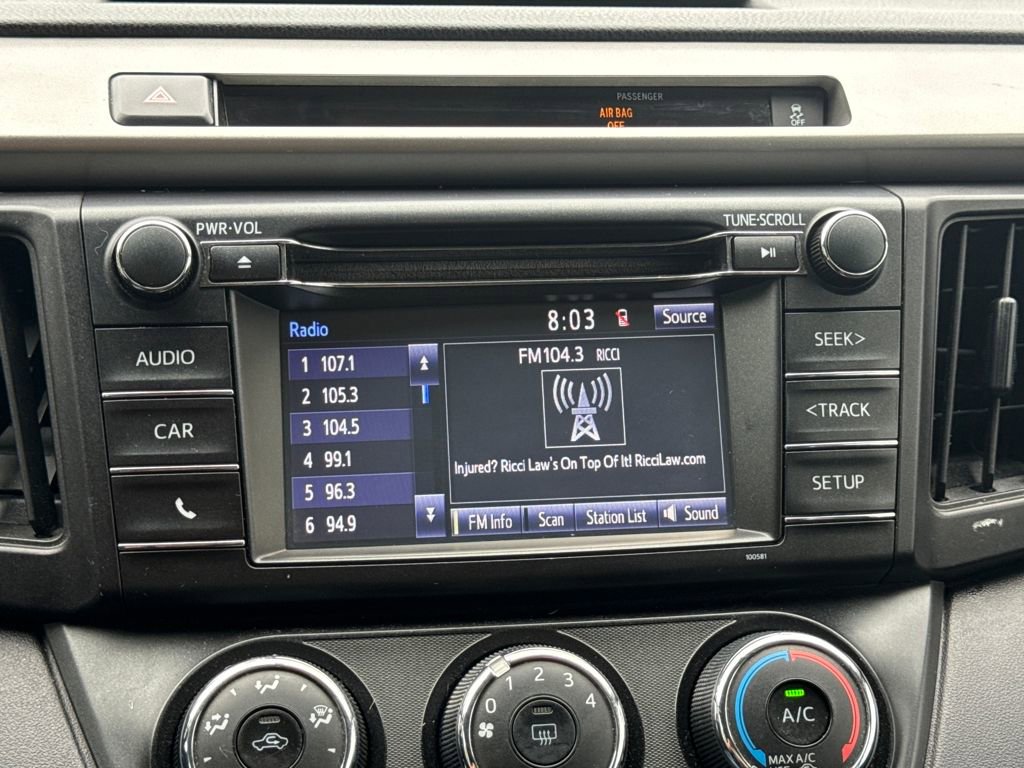 PASSENGER
AIR BAG
OFF
OFF
PWR·VOL
TUNE·SCROLL
AUDIO
CAR
Radio
8:03
Source
1 107.1
2 105.3
3 104.5
4 99.1
5 96.3
6 94.9
FM104.3 RICCI
Injured? Ricci Law's On Top Of It! RicciLaw.com
FM Info
Scan
Station List
Sound
SEEK>
<TRACK
SETUP
100581
0 1 2 3 4
A/C
MAX A/C